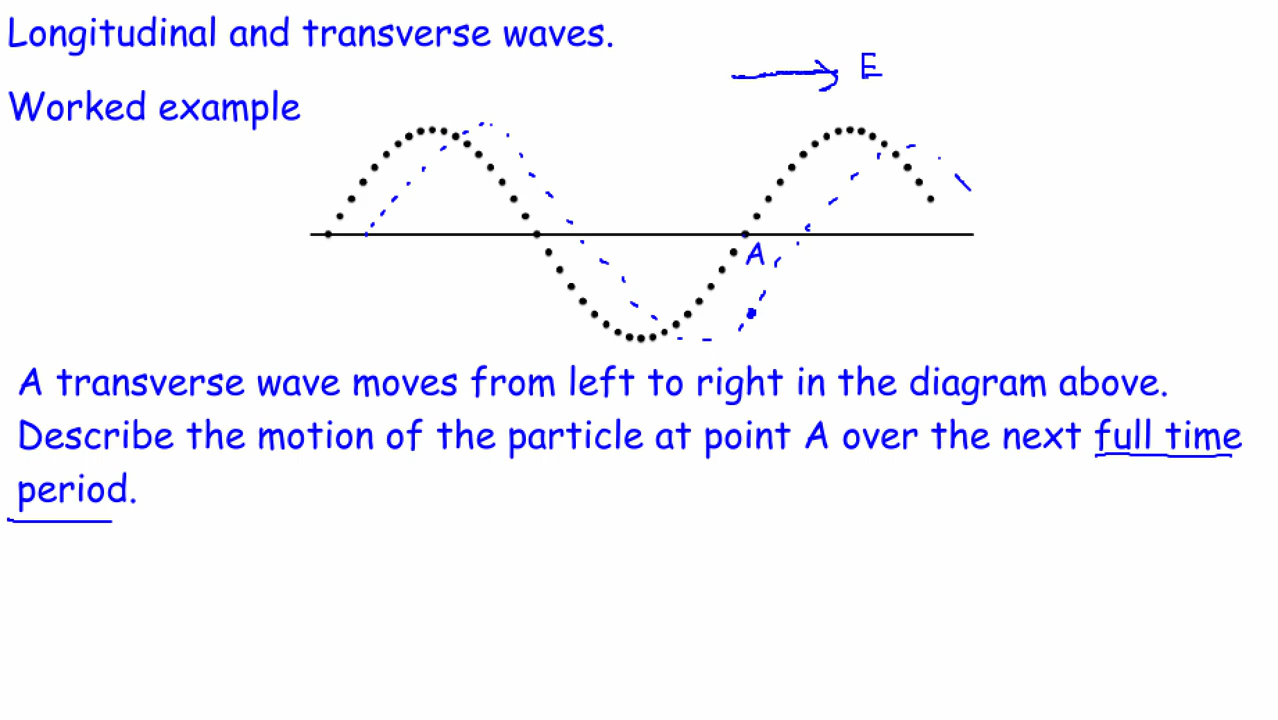 Longitudinal and transverse waves.
E
Worked example
A
A transverse wave moves from left to right in the diagram above.
Describe the motion of the particle at point A over the next full time
period.